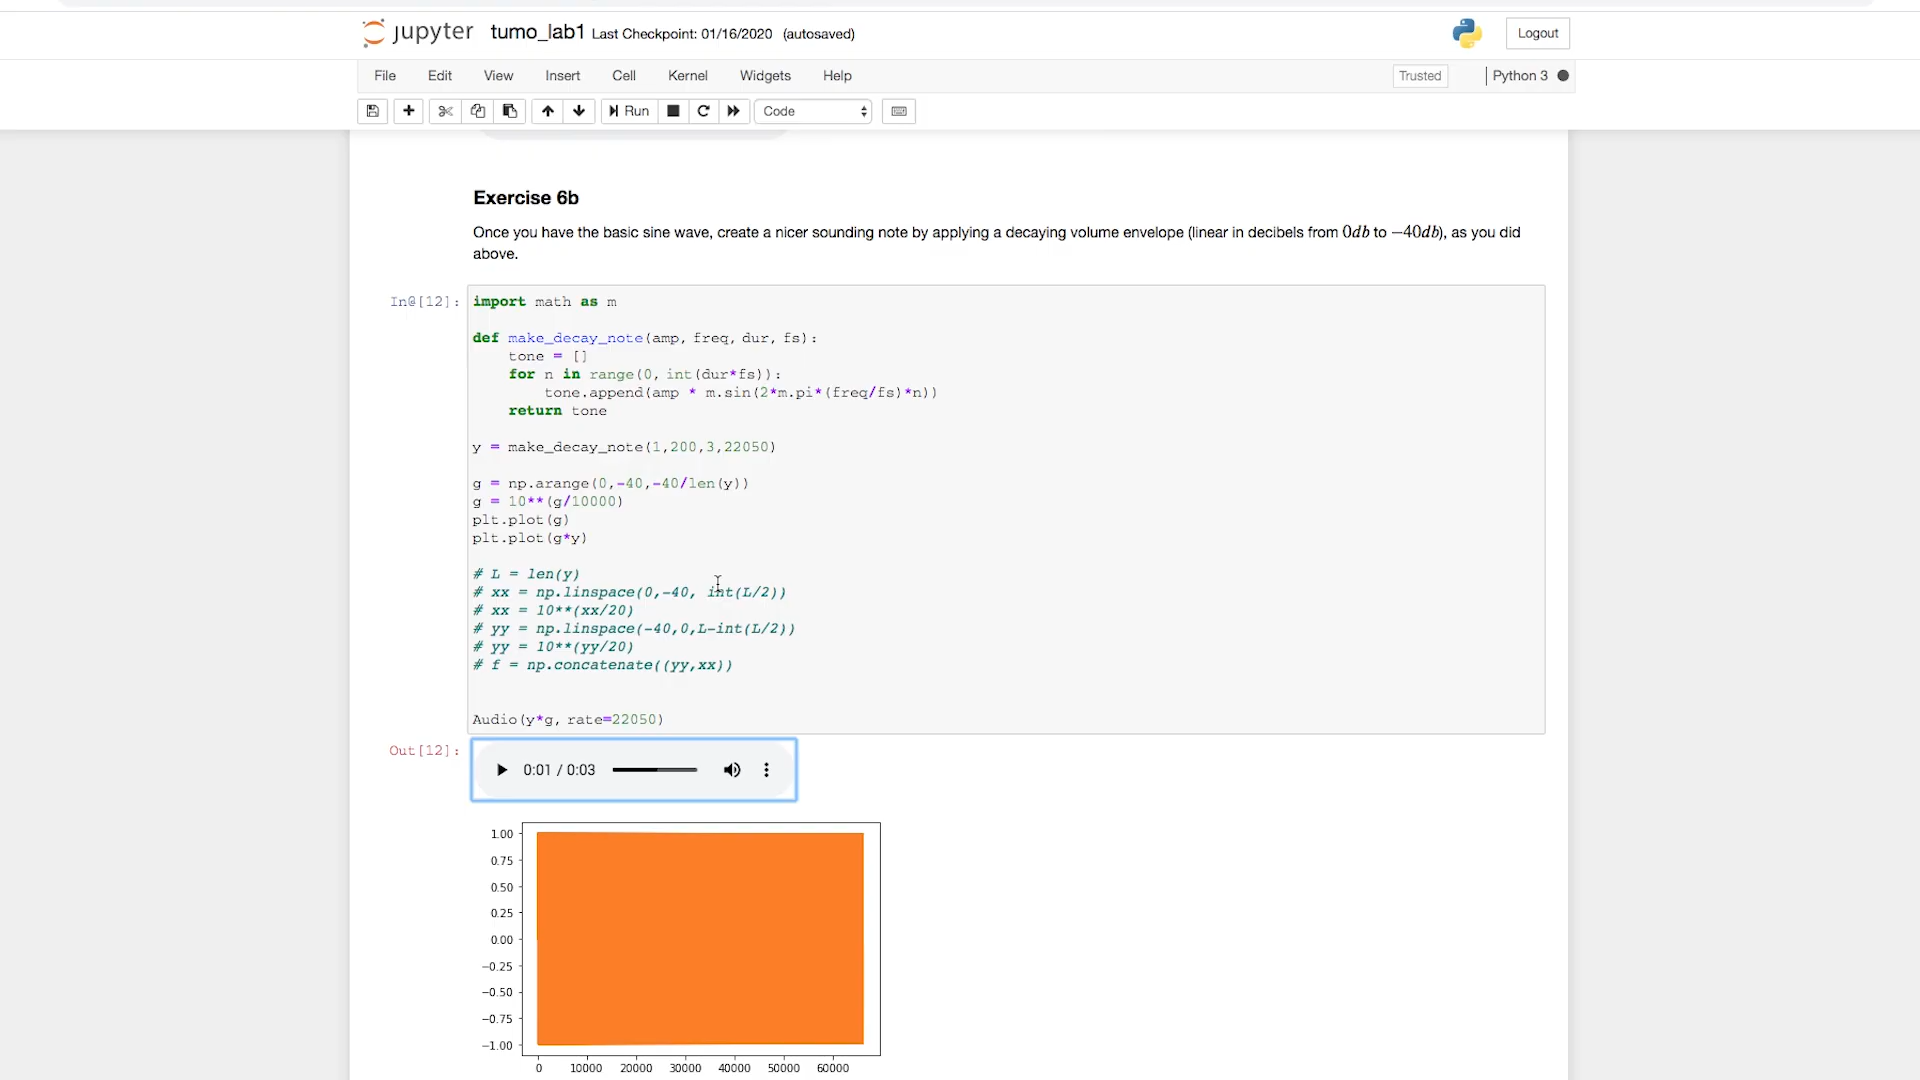 jupyter tumo_lab1 Last Checkpoint: 01/16/2020 (autosaved)
Logout
File Edit View Insert Cell Kernel Widgets Help
Trusted
Python 3
Run
Code
Exercise 6b
Once you have the basic sine wave, create a nicer sounding note by applying a decaying volume envelope (linear in decibels from 0db to −40db), as you did
above.
In@[12]:
import math as m
def make_decay_note(amp, freq, dur, fs):
    tone = []
    for n in range(0, int(dur*fs)):
        tone.append(amp * m.sin(2*m.pi*(freq/fs)*n))
    return tone
y = make_decay_note(1,200,3,22050)
g = np.arange(0,-40,-40/len(y))
g = 10**(g/10000)
plt.plot(g)
plt.plot(g*y)
# L = len(y)
# xx = np.linspace(0,-40, int(L/2))
# xx = 10**(xx/20)
# yy = np.linspace(-40,0,L-int(L/2))
# yy = 10**(yy/20)
# f = np.concatenate((yy,xx))
Audio(y*g, rate=22050)
Out[12]:
0:01 / 0:03
1.00
0.75
0.50
0.25
0.00
−0.25
−0.50
−0.75
−1.00
0 10000 20000 30000 40000 50000 60000